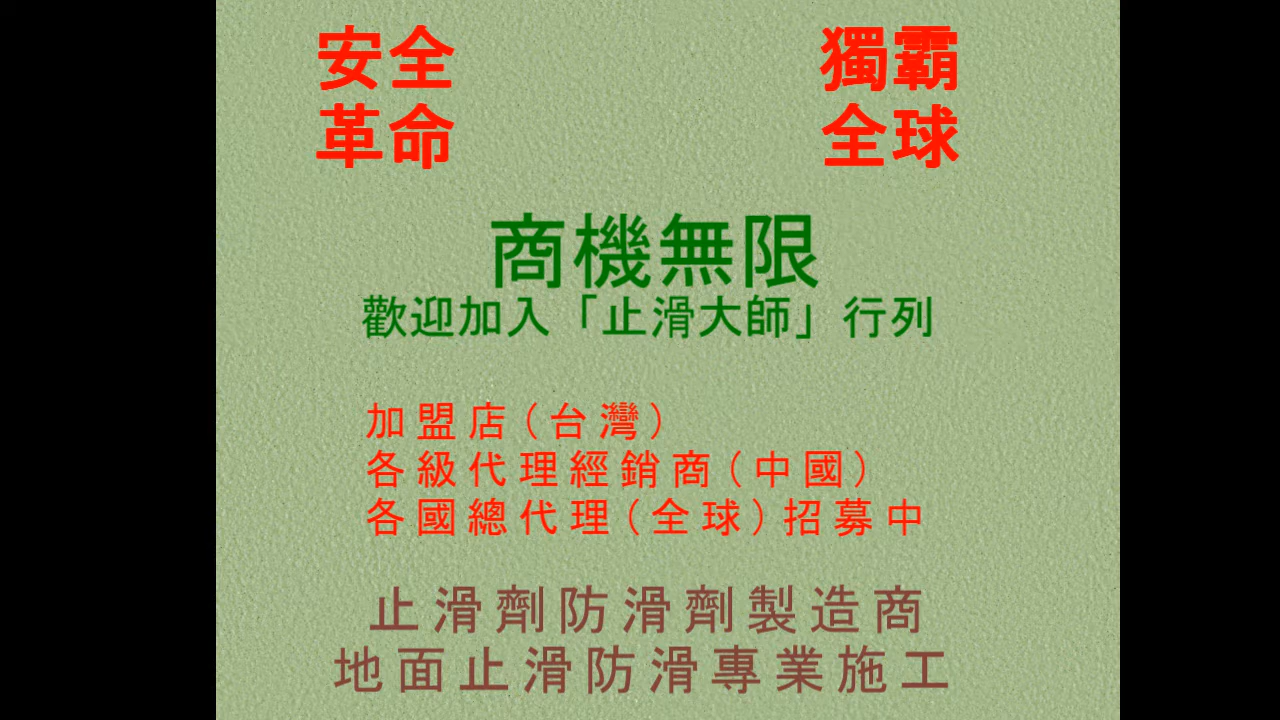 安全
革命
獨霸
全球
商機無限
歡迎加入「止滑大師」行列
加盟店(台灣)
各級代理經銷商(中國)
各國總代理(全球)招募中
止滑劑防滑劑製造商
地面止滑防滑專業施工